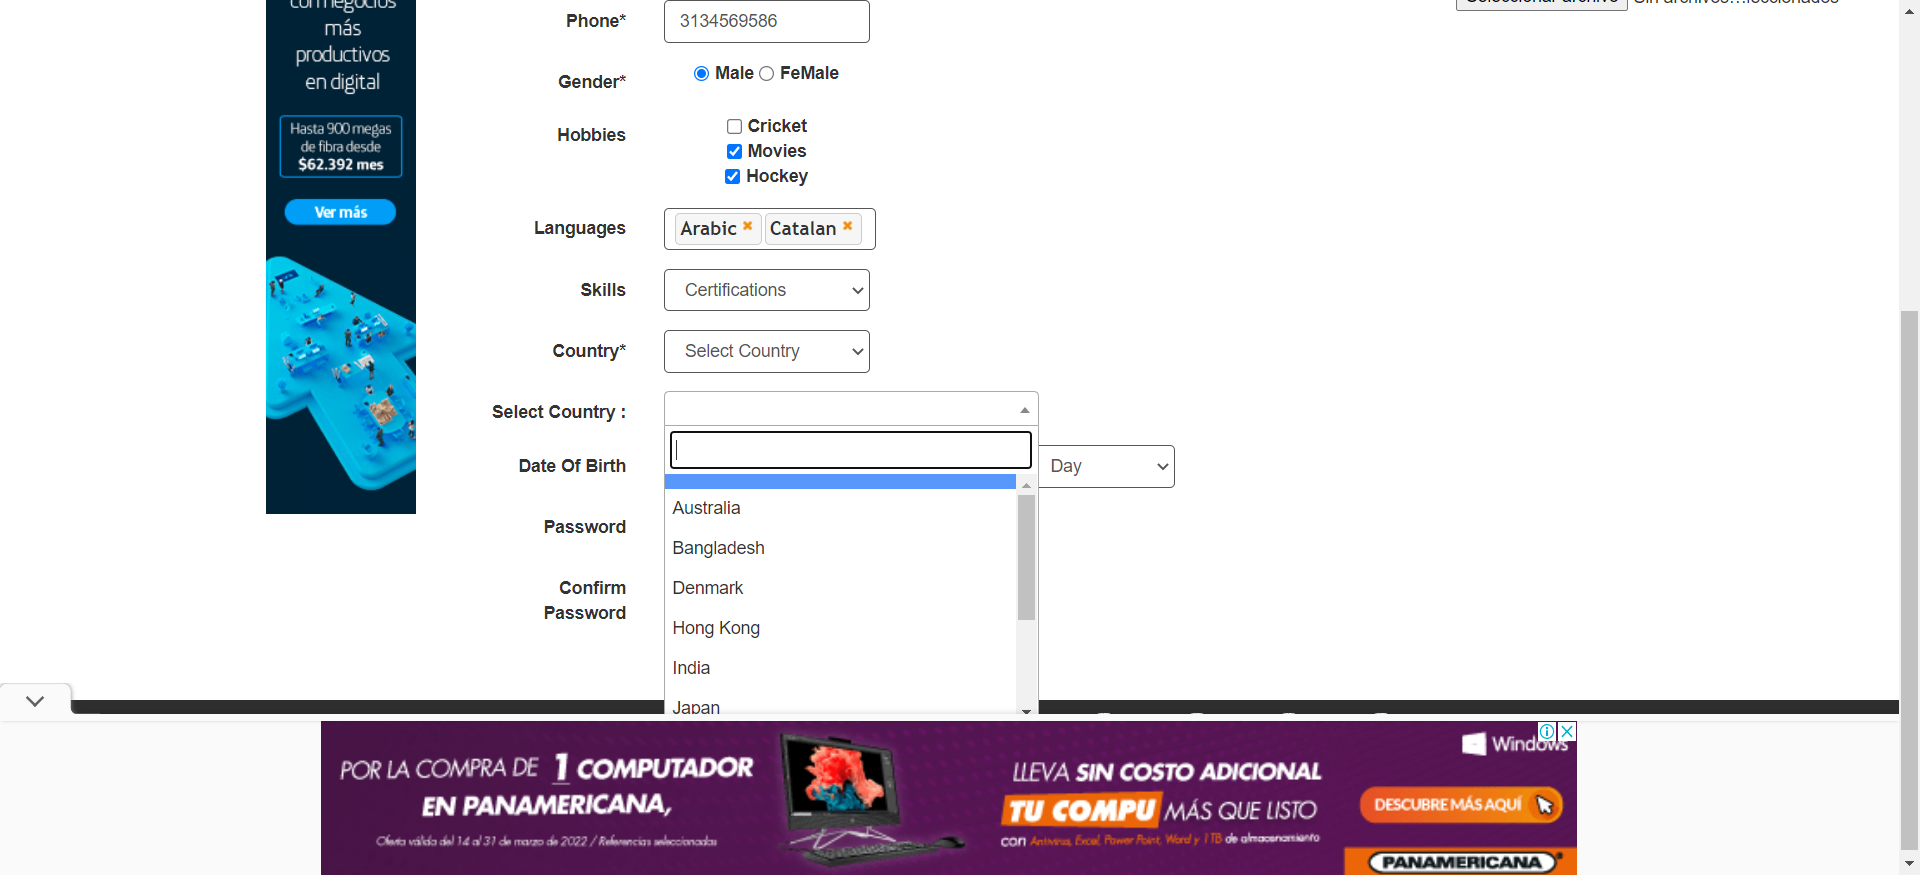 con negocios
más
productivos
en digital
Hasta 900 megas
de fibra desde
$62.392 mes
Ver más
Phone*
3134569586
Seleccionar archivo Sin archivos…leccionados
Gender*
Male FeMale
Hobbies
Cricket
Movies
Hockey
Languages
Arabic × Catalan ×
Skills
Certifications
Country*
Select Country
Select Country :
Date Of Birth
Day
Australia
Password
Bangladesh
Confirm
Password
Denmark
Hong Kong
India
Japan
POR LA COMPRA DE 1 COMPUTADOR
EN PANAMERICANA,
Oferta válida del 14 al 31 de marzo de 2022 / Referencias seleccionadas
LLEVA SIN COSTO ADICIONAL
TU COMPU MÁS QUE LISTO
con Antivirus, Excel, Power Point, Word y 1 TB de almacenamiento
Windows
DESCUBRE MÁS AQUÍ
PANAMERICANA